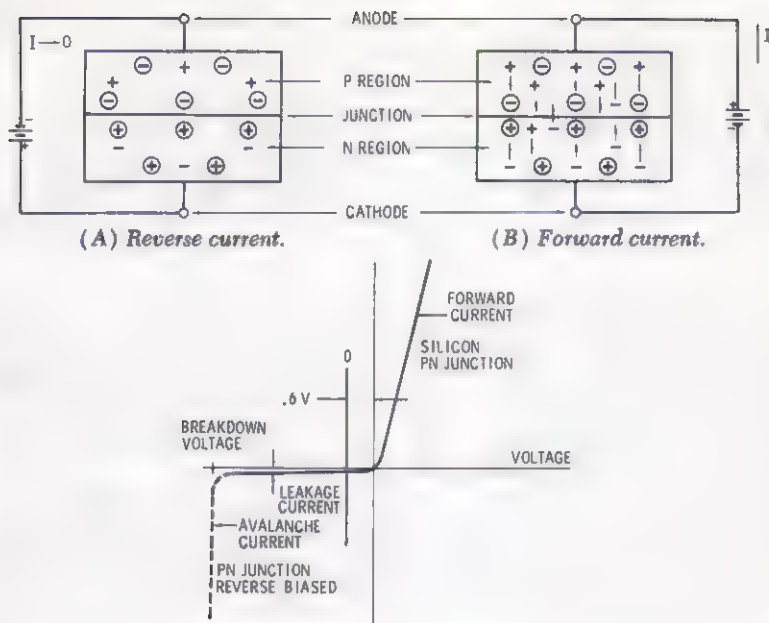 ANODE
I→0
I
P REGION
JUNCTION
N REGION
CATHODE
(A) Reverse current.
(B) Forward current.
FORWARD
CURRENT
SILICON
PN JUNCTION
0
.6 V
BREAKDOWN
VOLTAGE
VOLTAGE
LEAKAGE
CURRENT
AVALANCHE
CURRENT
PN JUNCTION
REVERSE BIASED